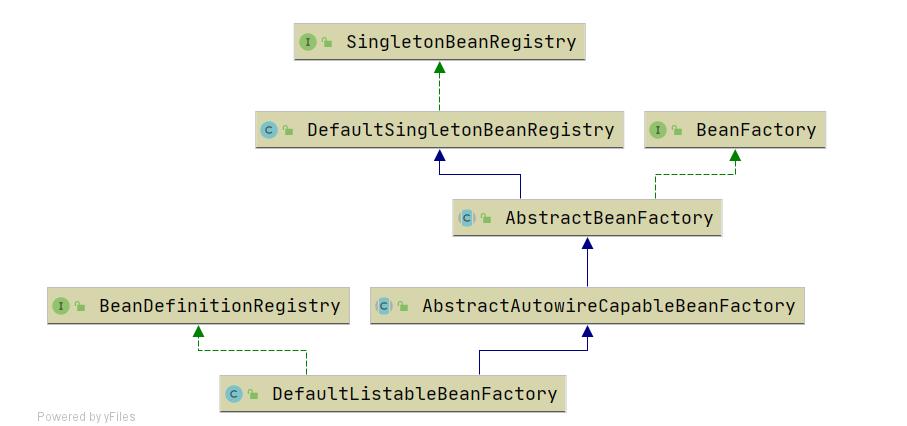 I SingletonBeanRegistry
C DefaultSingletonBeanRegistry
I BeanFactory
C AbstractBeanFactory
I BeanDefinitionRegistry
C AbstractAutowireCapableBeanFactory
C DefaultListableBeanFactory
Powered by yFiles